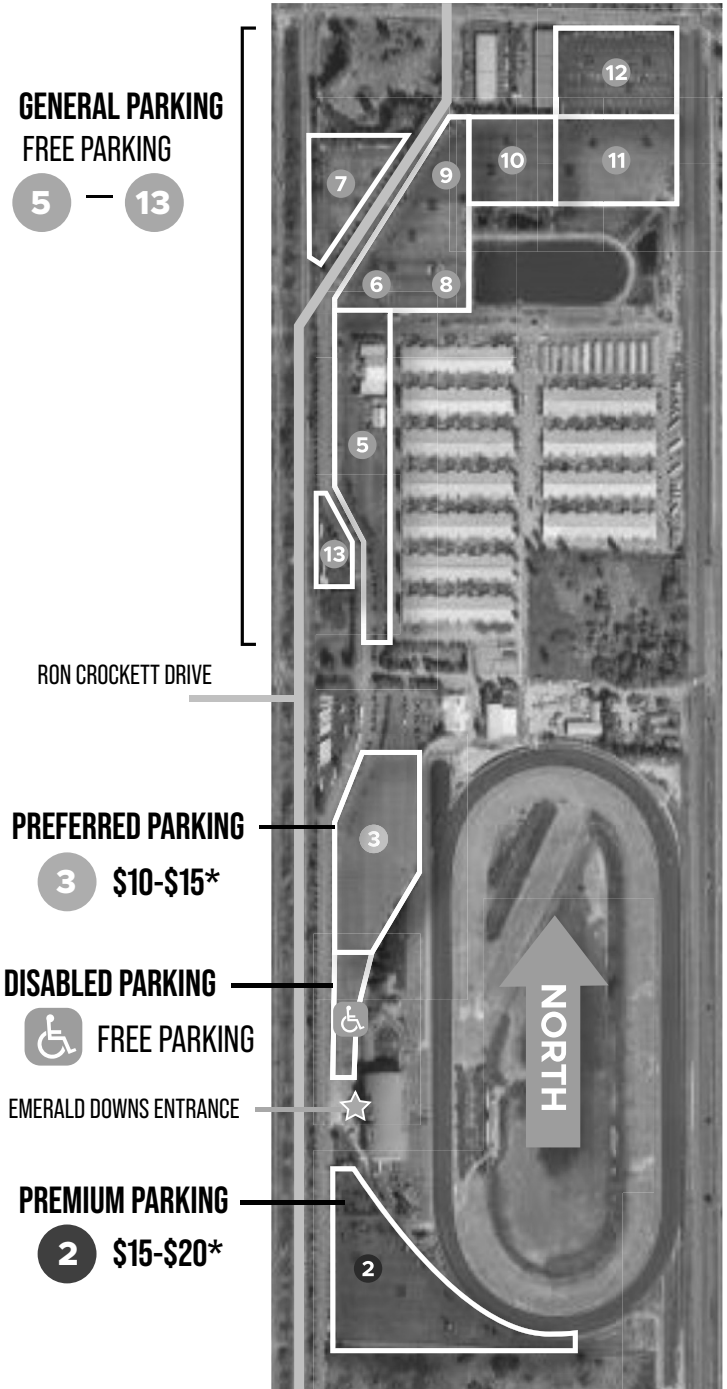 GENERAL PARKING
FREE PARKING
5 – 13
12
11
10
9
7
6
8
5
13
RON CROCKETT DRIVE
PREFERRED PARKING
3 $10-$15*
3
DISABLED PARKING
FREE PARKING
EMERALD DOWNS ENTRANCE
NORTH
PREMIUM PARKING
2 $15-$20*
2